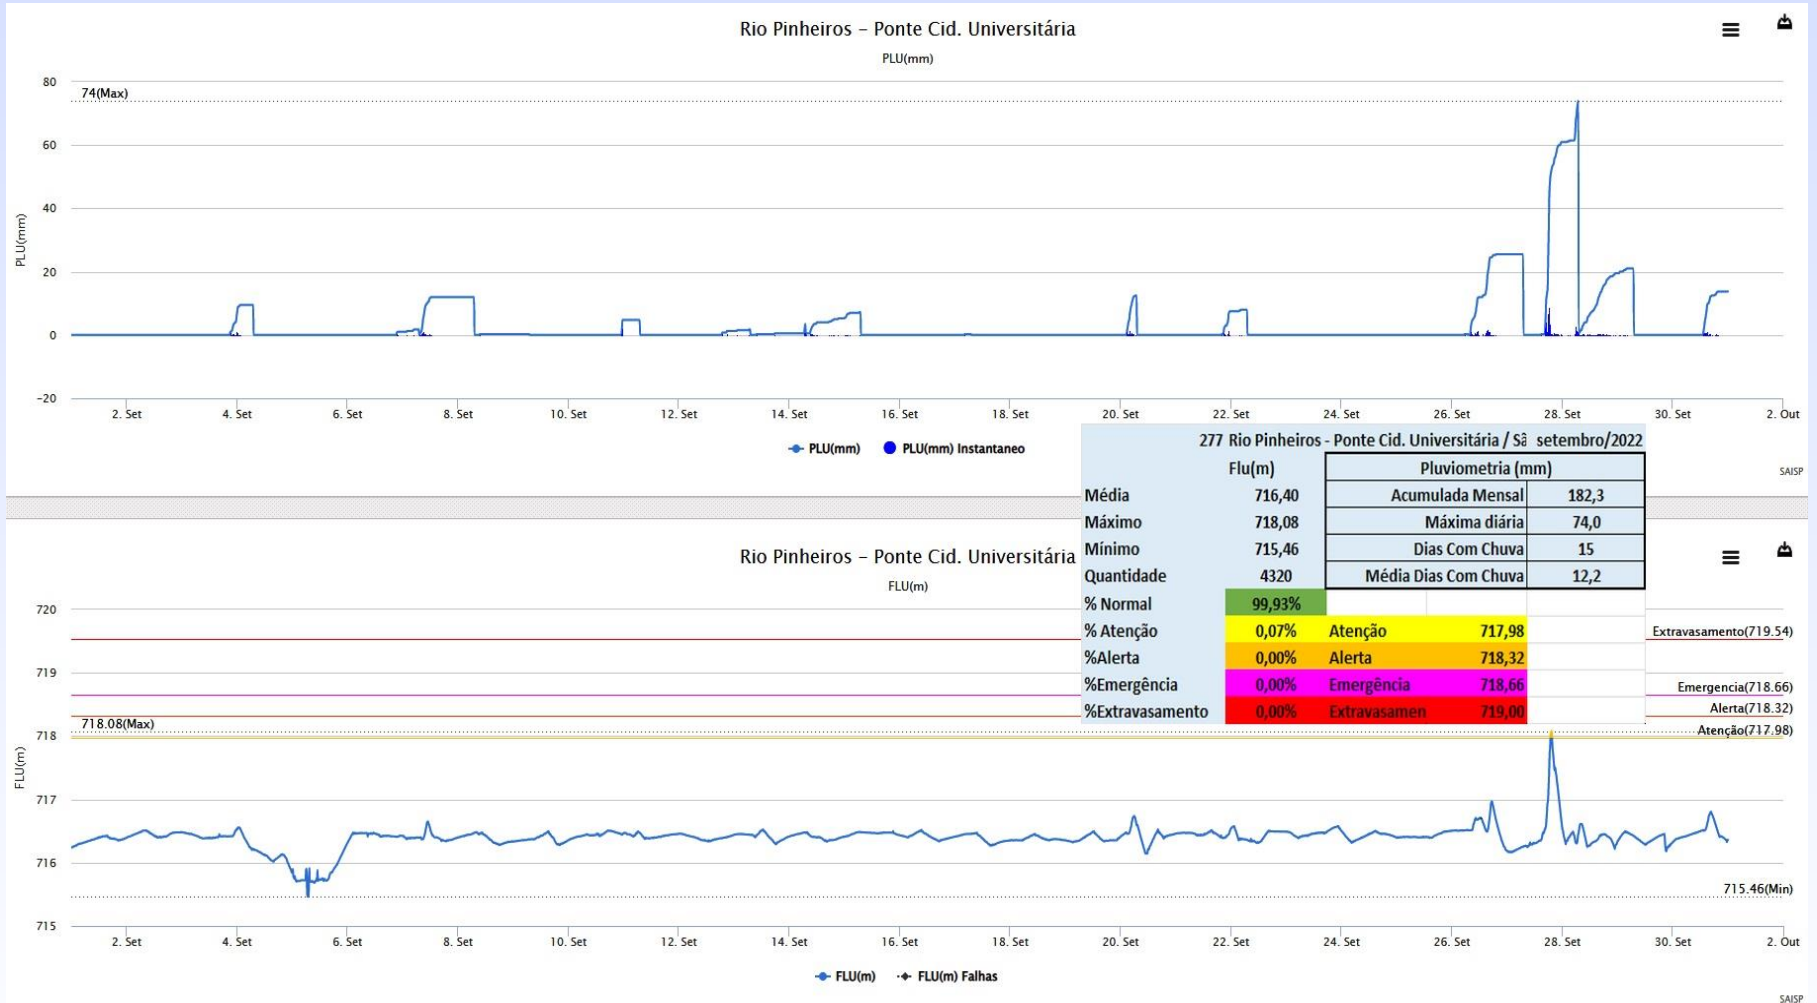 Rio Pinheiros – Ponte Cid. Universitária
PLU(mm)
80
74(Max)
60
40
20
0
-20
PLU(mm)
2. Set 4. Set 6. Set 8. Set 10. Set 12. Set 14. Set 16. Set 18. Set 20. Set 22. Set 24. Set 26. Set 28. Set 30. Set 2. Out
PLU(mm) PLU(mm) Instantaneo
SAISP
277 Rio Pinheiros - Ponte Cid. Universitária / Sã setembro/2022
Flu(m) Pluviometria (mm)
Média 716,40 Acumulada Mensal 182,3
Máximo 718,08 Máxima diária 74,0
Mínimo 715,46 Dias Com Chuva 15
Quantidade 4320 Média Dias Com Chuva 12,2
% Normal 99,93%
% Atenção 0,07% Atenção 717,98
%Alerta 0,00% Alerta 718,32
%Emergência 0,00% Emergência 718,66
%Extravasamento 0,00% Extravasamen 719,00
Rio Pinheiros – Ponte Cid. Universitária
FLU(m)
720
Extravasamento(719.54)
719
Emergencia(718.66)
Alerta(718.32)
718.08(Max)
718
Atenção(717.98)
717
716
715.46(Min)
715
FLU(m)
2. Set 4. Set 6. Set 8. Set 10. Set 12. Set 14. Set 16. Set 18. Set 20. Set 22. Set 24. Set 26. Set 28. Set 30. Set 2. Out
FLU(m) FLU(m) Falhas
SAISP